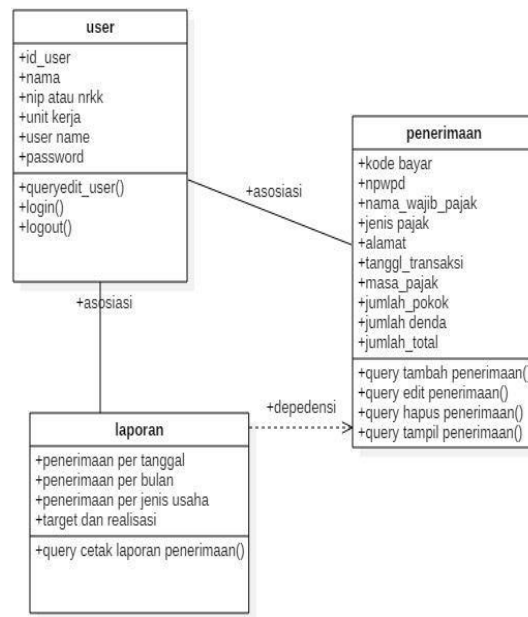 user
+id_user
+nama
+nip atau nrkk
+unit kerja
+user name
+password
+queryedit_user()
+login()
+logout()
+asosiasi
penerimaan
+kode bayar
+npwpd
+nama_wajib_pajak
+jenis pajak
+alamat
+tanggl_transaksi
+masa_pajak
+jumlah_pokok
+jumlah denda
+jumlah_total
+query tambah penerimaan()
+query edit penerimaan()
+query hapus penerimaan()
+query tampil penerimaan()
+asosiasi
+depedensi
laporan
+penerimaan per tanggal
+penerimaan per bulan
+penerimaan per jenis usaha
+target dan realisasi
+query cetak laporan penerimaan()